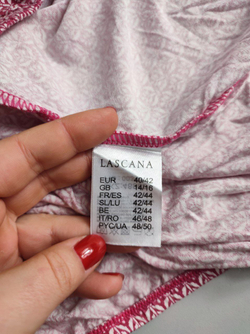 LASCANA
EUR 40/42
GB 14/16
FR/ES 42/44
SL/LU 42/44
BE 42/44
IT/RO 46/48
PYC/UA 48/50